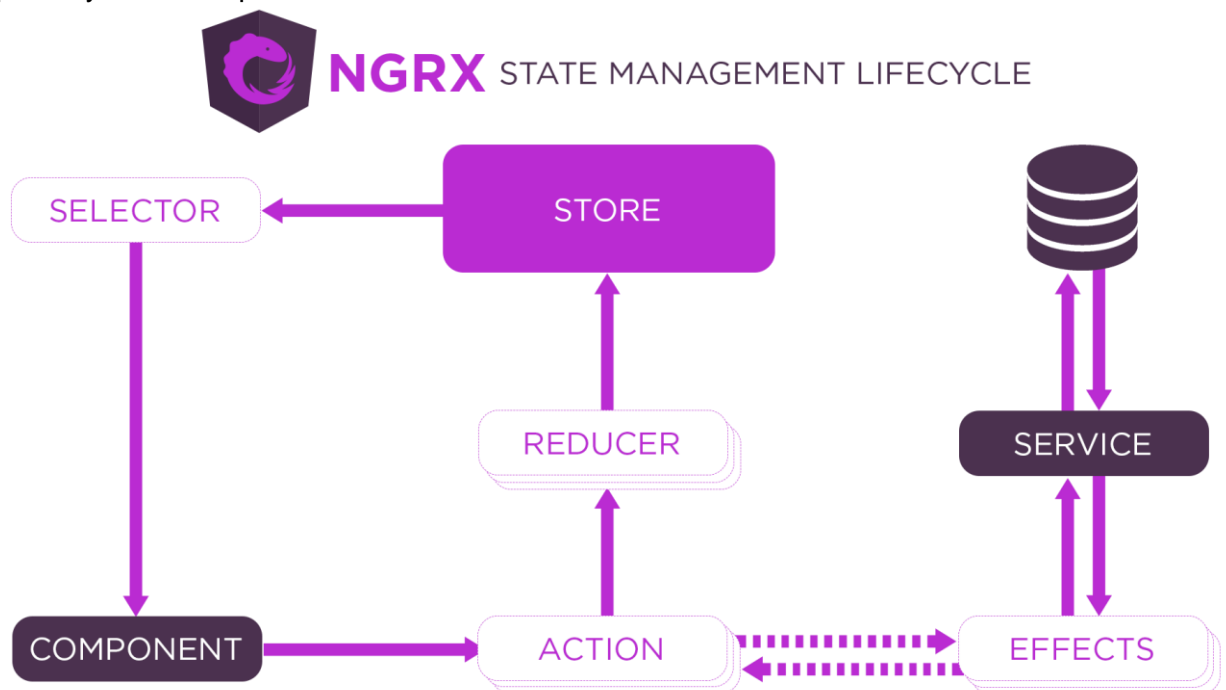 NGRX STATE MANAGEMENT LIFECYCLE
SELECTOR
STORE
REDUCER
SERVICE
COMPONENT
ACTION
EFFECTS